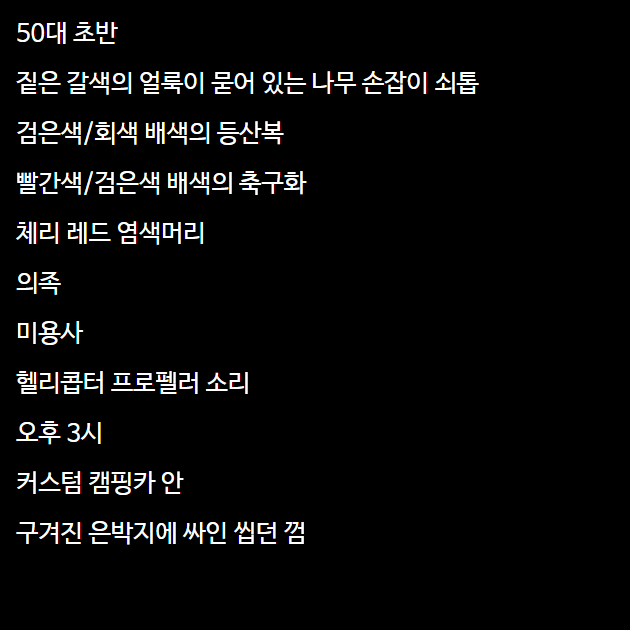 50대 초반
짙은 갈색의 얼룩이 묻어 있는 나무 손잡이 쇠톱
검은색/회색 배색의 등산복
빨간색/검은색 배색의 축구화
체리 레드 염색머리
의족
미용사
헬리콥터 프로펠러 소리
오후 3시
커스텀 캠핑카 안
구겨진 은박지에 싸인 씹던 껌